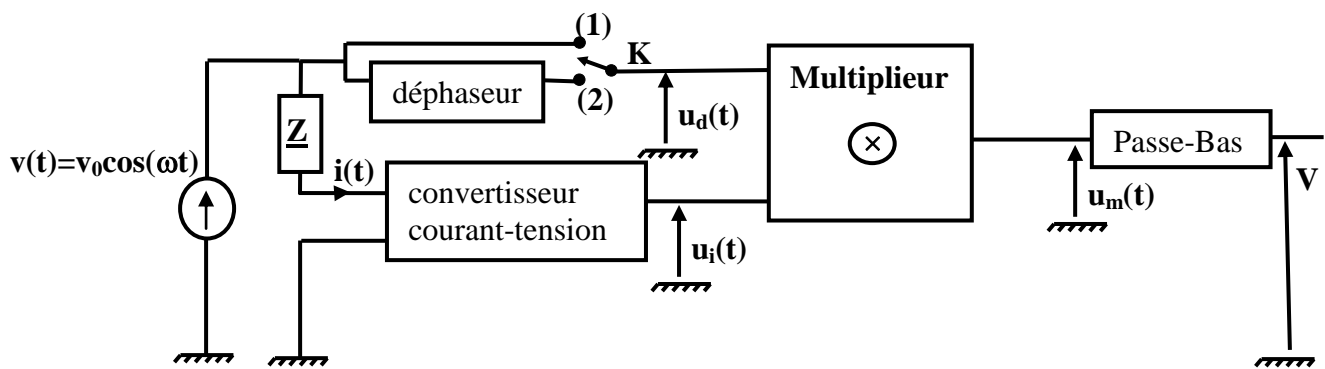 (1)
K
déphaseur
(2)
u_d(t)
Multiplieur
×
Z
v(t)=v₀cos(ωt)
i(t)
convertisseur
courant-tension
u_i(t)
u_m(t)
Passe-Bas
V